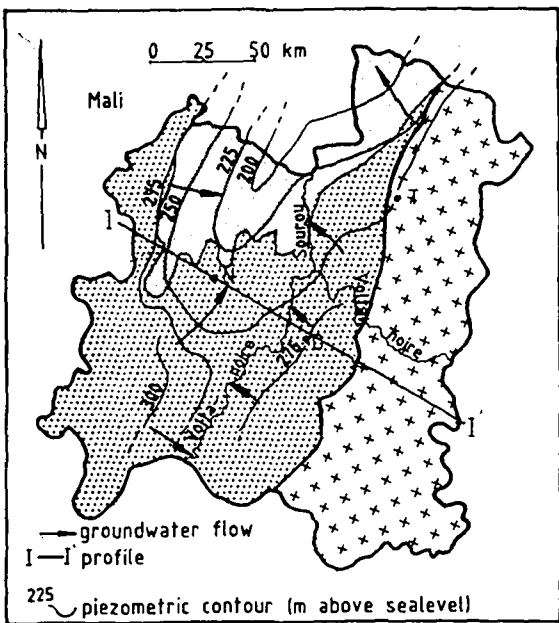 0 25 50 km
Mali
N
225
200
275
250
I
Sourou
Volta
noire
noire
Volta
300
I'
groundwater flow
I — I' profile
225
piezometric contour (m above sealevel)